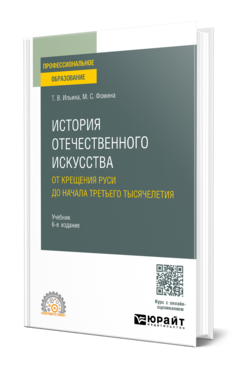 ПРОФЕССИОНАЛЬНОЕ
ОБРАЗОВАНИЕ
Т. В. Ильина, М. С. Фомина
ИСТОРИЯ
ОТЕЧЕСТВЕННОГО
ИСКУССТВА
ОТ КРЕЩЕНИЯ РУСИ
ДО НАЧАЛА ТРЕТЬЕГО ТЫСЯЧЕЛЕТИЯ
Учебник
6-е издание
Курс с онлайн-
оцениванием
ЮРАЙТ